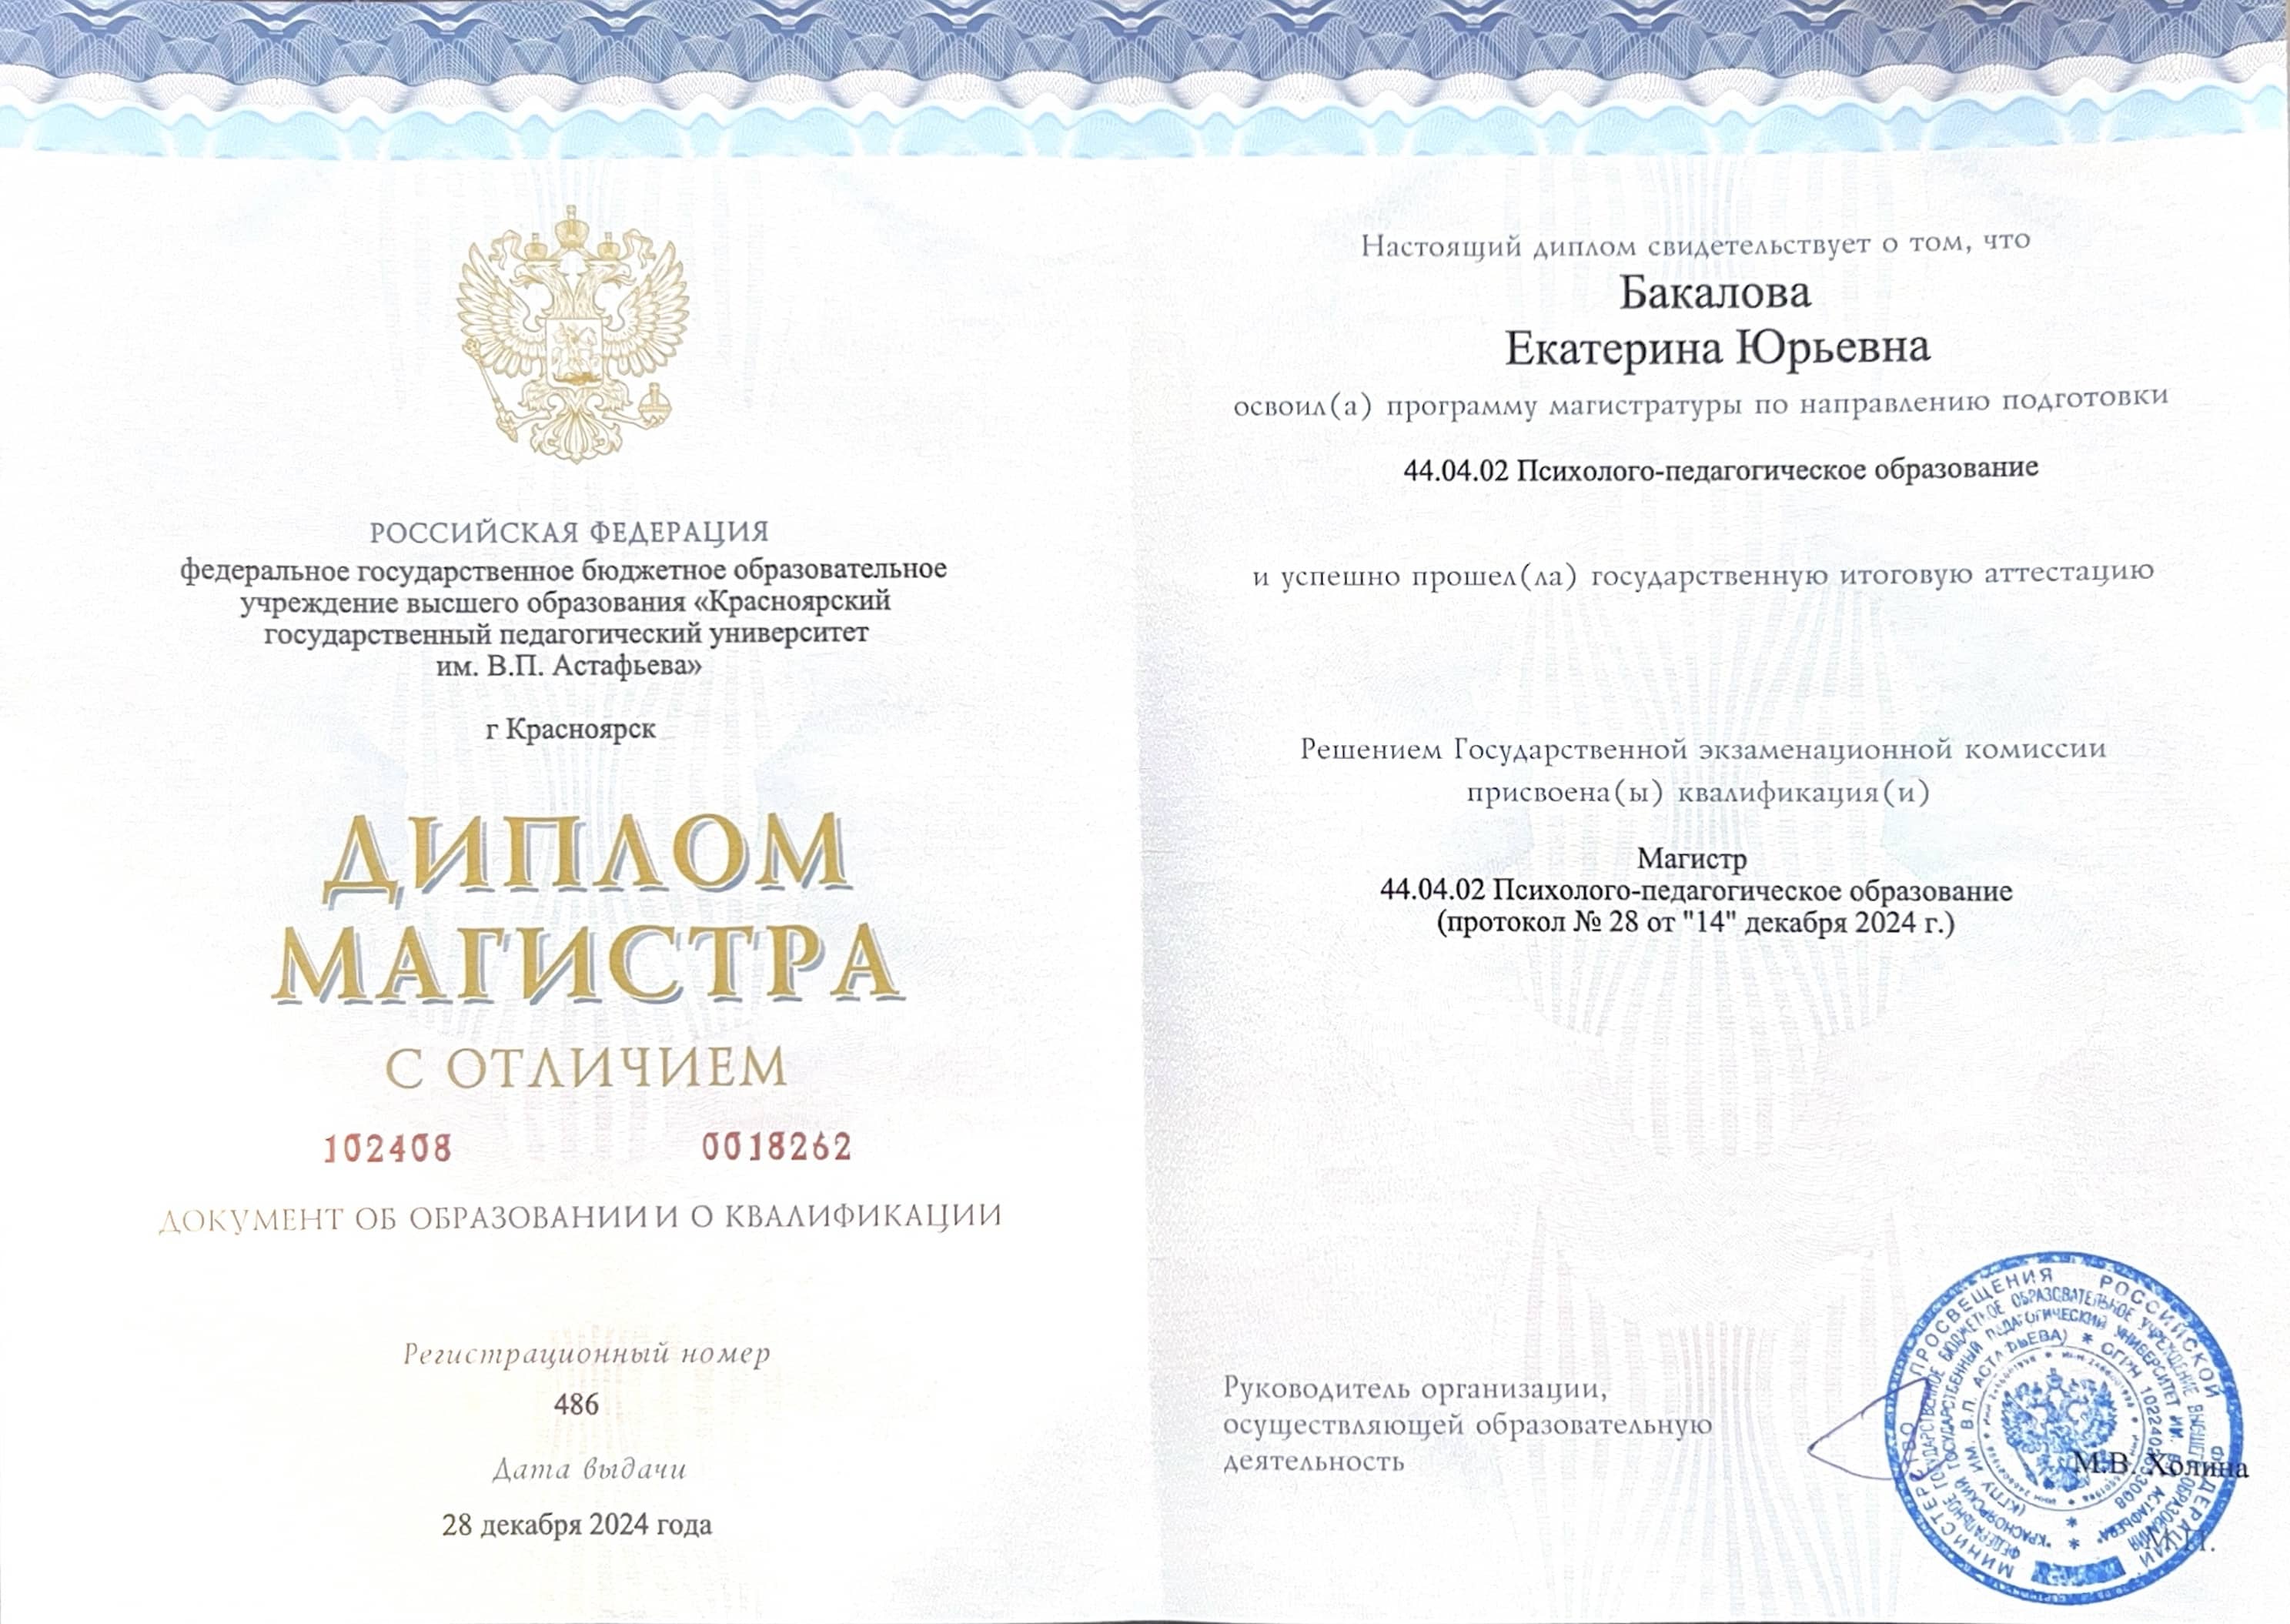 РОССИЙСКАЯ ФЕДЕРАЦИЯ
федеральное государственное бюджетное образовательное
учреждение высшего образования «Красноярский
государственный педагогический университет
им. В.П. Астафьева»
г Красноярск
ДИПЛОМ
МАГИСТРА
С ОТЛИЧИЕМ
102408 0018262
ДОКУМЕНТ ОБ ОБРАЗОВАНИИ И О КВАЛИФИКАЦИИ
Регистрационный номер
486
Дата выдачи
28 декабря 2024 года
Настоящий диплом свидетельствует о том, что
Бакалова
Екатерина Юрьевна
освоил(а) программу магистратуры по направлению подготовки
44.04.02 Психолого-педагогическое образование
и успешно прошел(ла) государственную итоговую аттестацию
Решением Государственной экзаменационной комиссии
присвоена(ы) квалификация(и)
Магистр
44.04.02 Психолого-педагогическое образование
(протокол № 28 от "14" декабря 2024 г.)
Руководитель организации,
осуществляющей образовательную
деятельность
М.В. Холина
М.П.
МИНИСТЕРСТВО ПРОСВЕЩЕНИЯ РОССИЙСКОЙ ФЕДЕРАЦИИ
ФЕДЕРАЛЬНОЕ ГОСУДАРСТВЕННОЕ БЮДЖЕТНОЕ ОБРАЗОВАТЕЛЬНОЕ УЧРЕЖДЕНИЕ ВЫСШЕГО ОБРАЗОВАНИЯ
"КРАСНОЯРСКИЙ ГОСУДАРСТВЕННЫЙ ПЕДАГОГИЧЕСКИЙ УНИВЕРСИТЕТ ИМ. В.П. АСТАФЬЕВА"
(КГПУ ИМ. В.П. АСТАФЬЕВА) * ОГРН